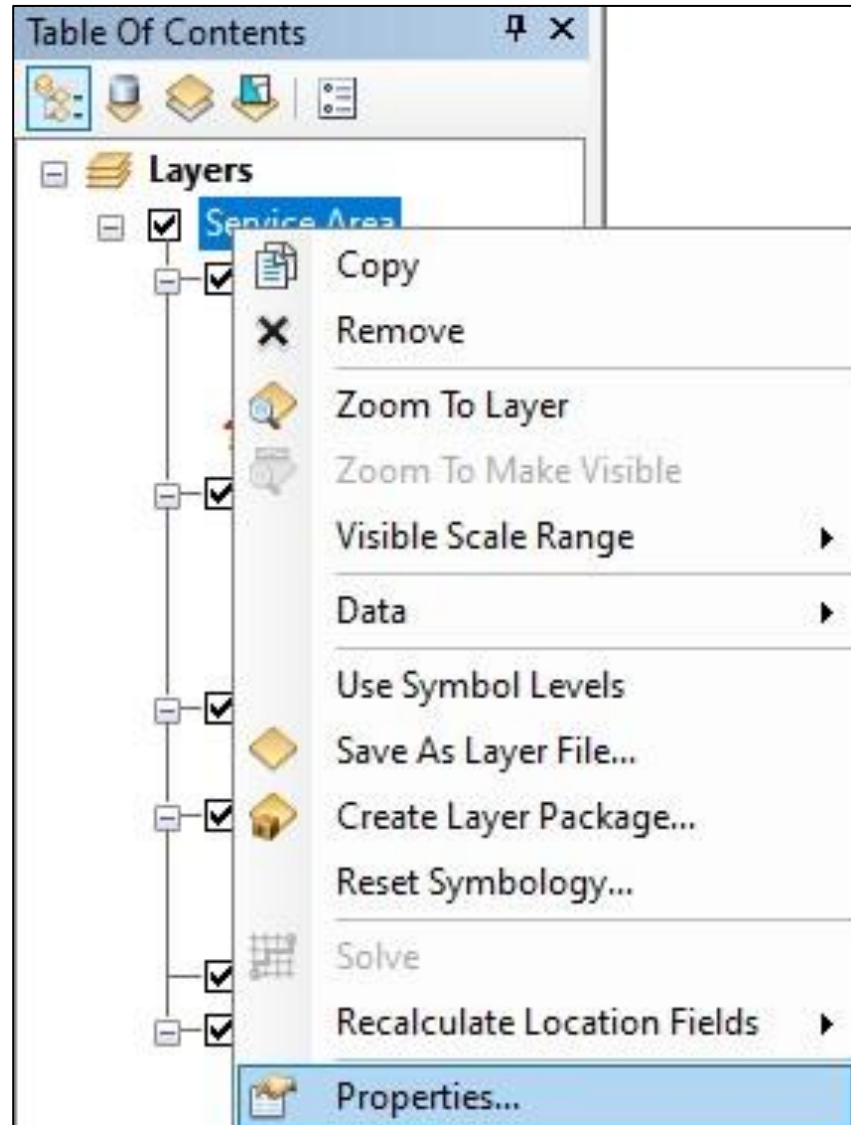 Table Of Contents
Layers
Service Area
Copy
Remove
Zoom To Layer
Zoom To Make Visible
Visible Scale Range
Data
Use Symbol Levels
Save As Layer File...
Create Layer Package...
Reset Symbology...
Solve
Recalculate Location Fields
Properties...